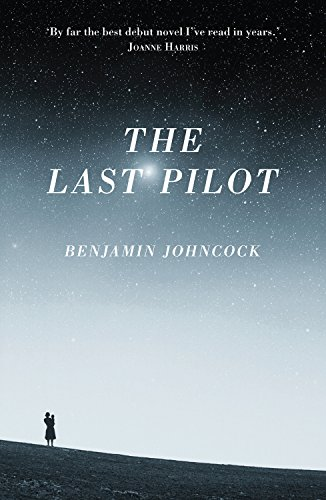 ‘By far the best debut novel I’ve read in years.’
JOANNE HARRIS
THE
LAST PILOT
BENJAMIN JOHNCOCK